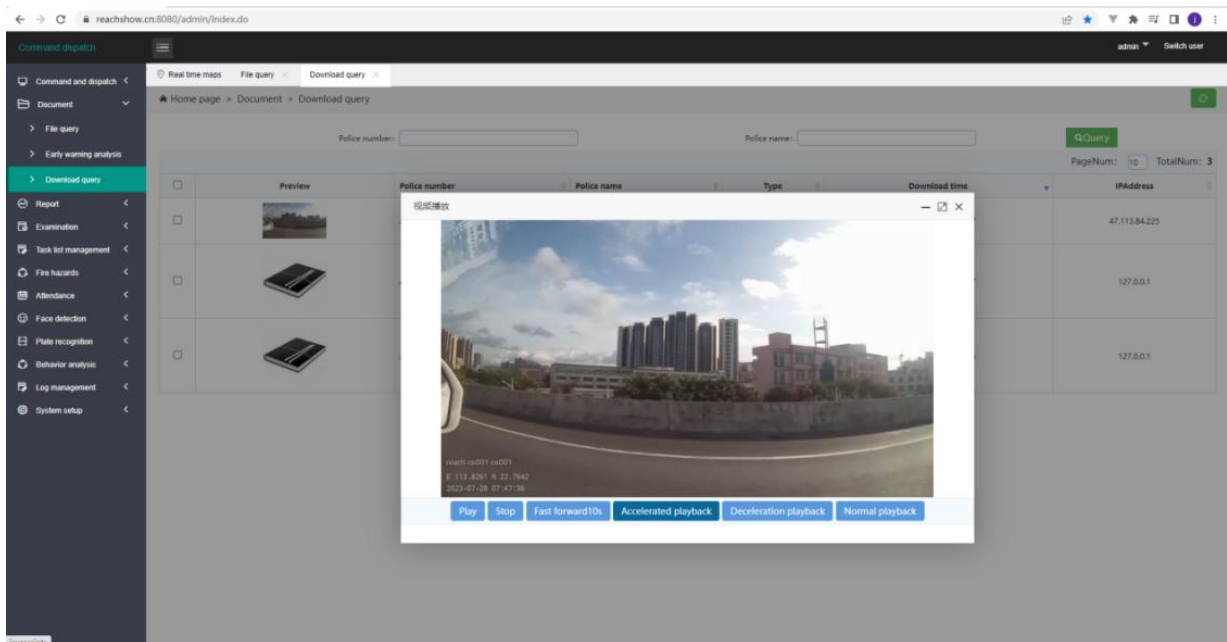 reachshow.cn:8080/admin/index.do
Command dispatch
admin Switch user
Command and dispatch
Document
File query
Early warning analysis
Download query
Report
Examination
Task list management
Fire hazards
Attendance
Face detection
Plate recognition
Behavior analysis
Log management
System setup
Real time maps File query Download query
Home page > Document > Download query
Police number: Police name: Query
PageNum: 10 TotalNum: 3
Preview Police number Police name Type Download time IPAddress
47.113.84.225
127.0.0.1
127.0.0.1
视频播放
reach cs001 cs001
E 113.8261 N 22.7642
2023-07-20 07:47:36
Play Stop Fast forward10s Accelerated playback Deceleration playback Normal playback